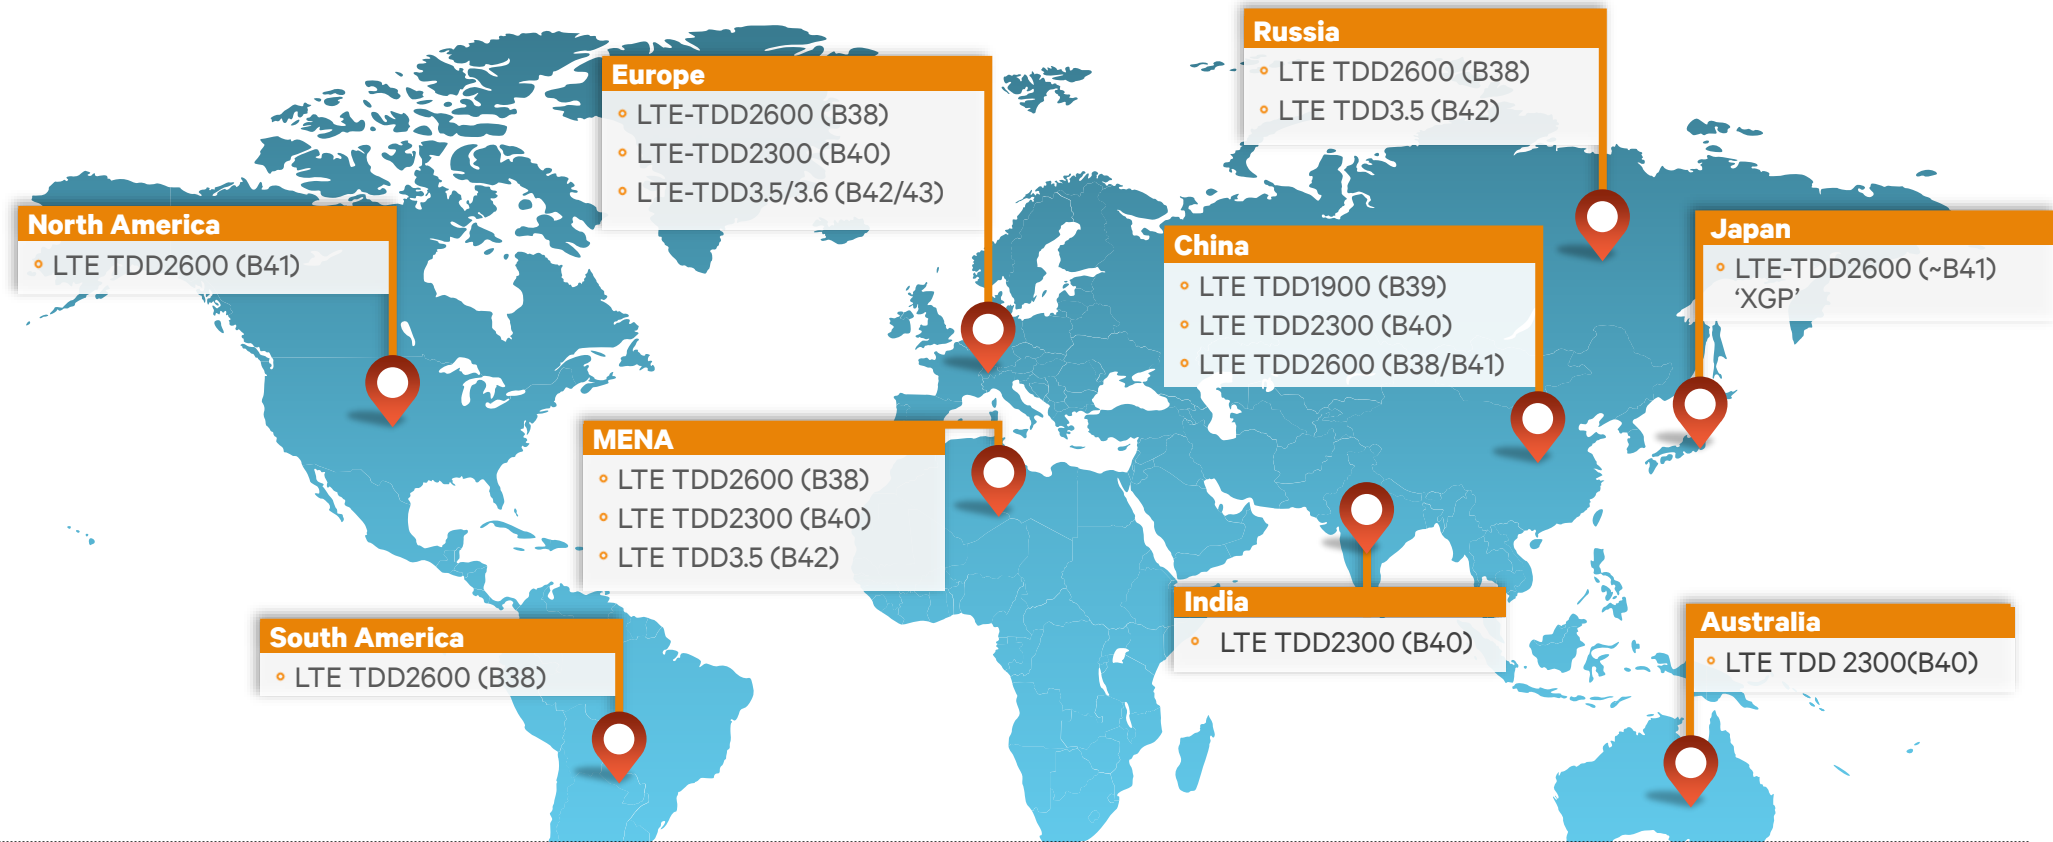 Russia
LTE TDD2600 (B38)
LTE TDD3.5 (B42)
Europe
LTE-TDD2600 (B38)
LTE-TDD2300 (B40)
LTE-TDD3.5/3.6 (B42/43)
North America
LTE TDD2600 (B41)
China
LTE TDD1900 (B39)
LTE TDD2300 (B40)
LTE TDD2600 (B38/B41)
Japan
LTE-TDD2600 (~B41)
‘XGP’
MENA
LTE TDD2600 (B38)
LTE TDD2300 (B40)
LTE TDD3.5 (B42)
India
LTE TDD2300 (B40)
South America
LTE TDD2600 (B38)
Australia
LTE TDD 2300(B40)